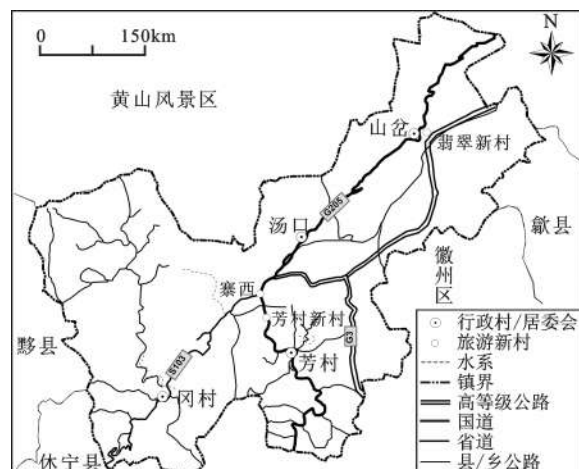 0 150km
N
黄山风景区
山岔
翡翠新村
G205
汤口
歙县
徽州区
寨西
芳村新村
G3
黟县
芳村
S103
冈村
休宁县
行政村/居委会
旅游新村
水系
镇界
高等级公路
国道
省道
县/乡公路